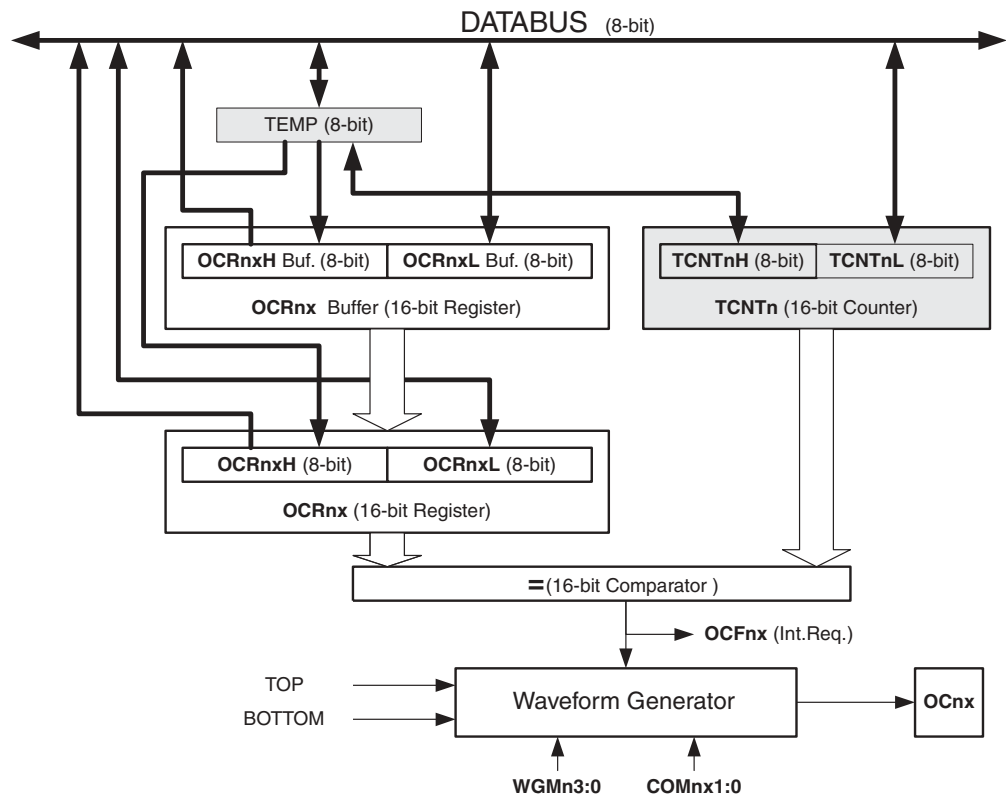 DATABUS (8-bit)
TEMP (8-bit)
OCRnxH Buf. (8-bit)
OCRnxL Buf. (8-bit)
OCRnx Buffer (16-bit Register)
TCNTnH (8-bit)
TCNTnL (8-bit)
TCNTn (16-bit Counter)
OCRnxH (8-bit)
OCRnxL (8-bit)
OCRnx (16-bit Register)
= (16-bit Comparator )
OCFnx (Int.Req.)
TOP
BOTTOM
Waveform Generator
OCnx
WGMn3:0
COMnx1:0